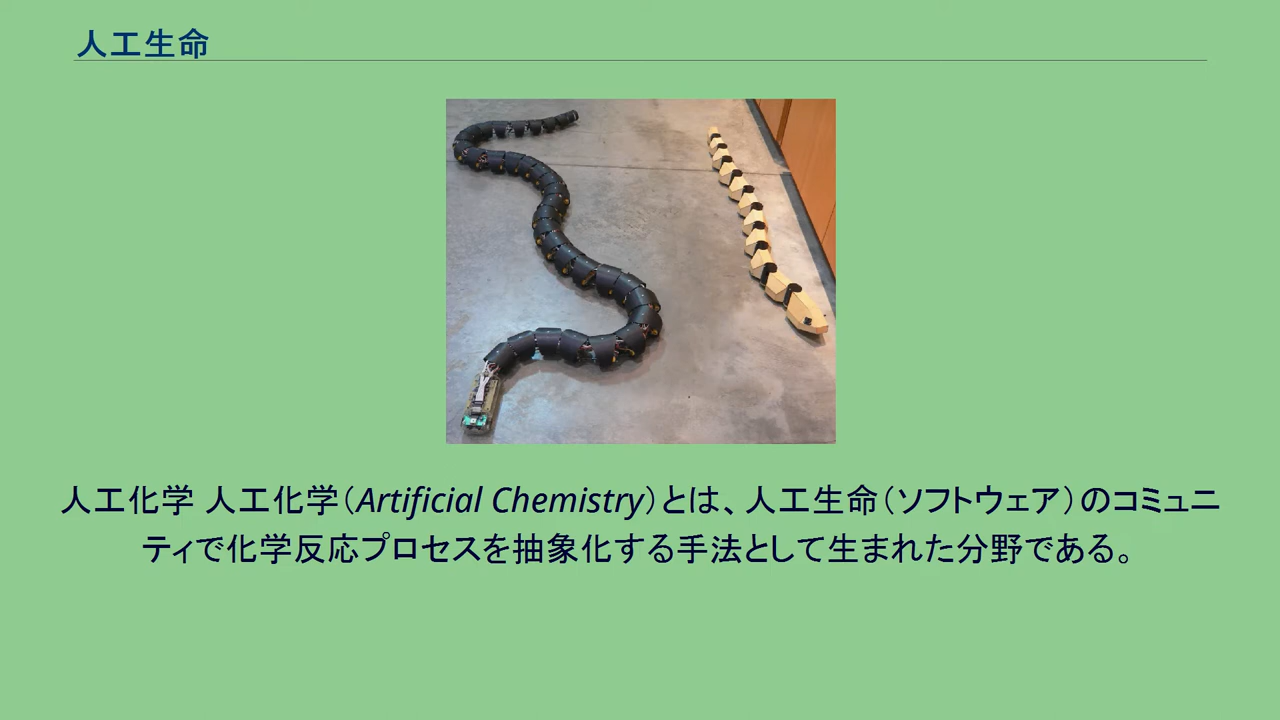 人工生命
人工化学 人工化学（Artificial Chemistry）とは、人工生命（ソフトウェア）のコミュニ
ティで化学反応プロセスを抽象化する手法として生まれた分野である。